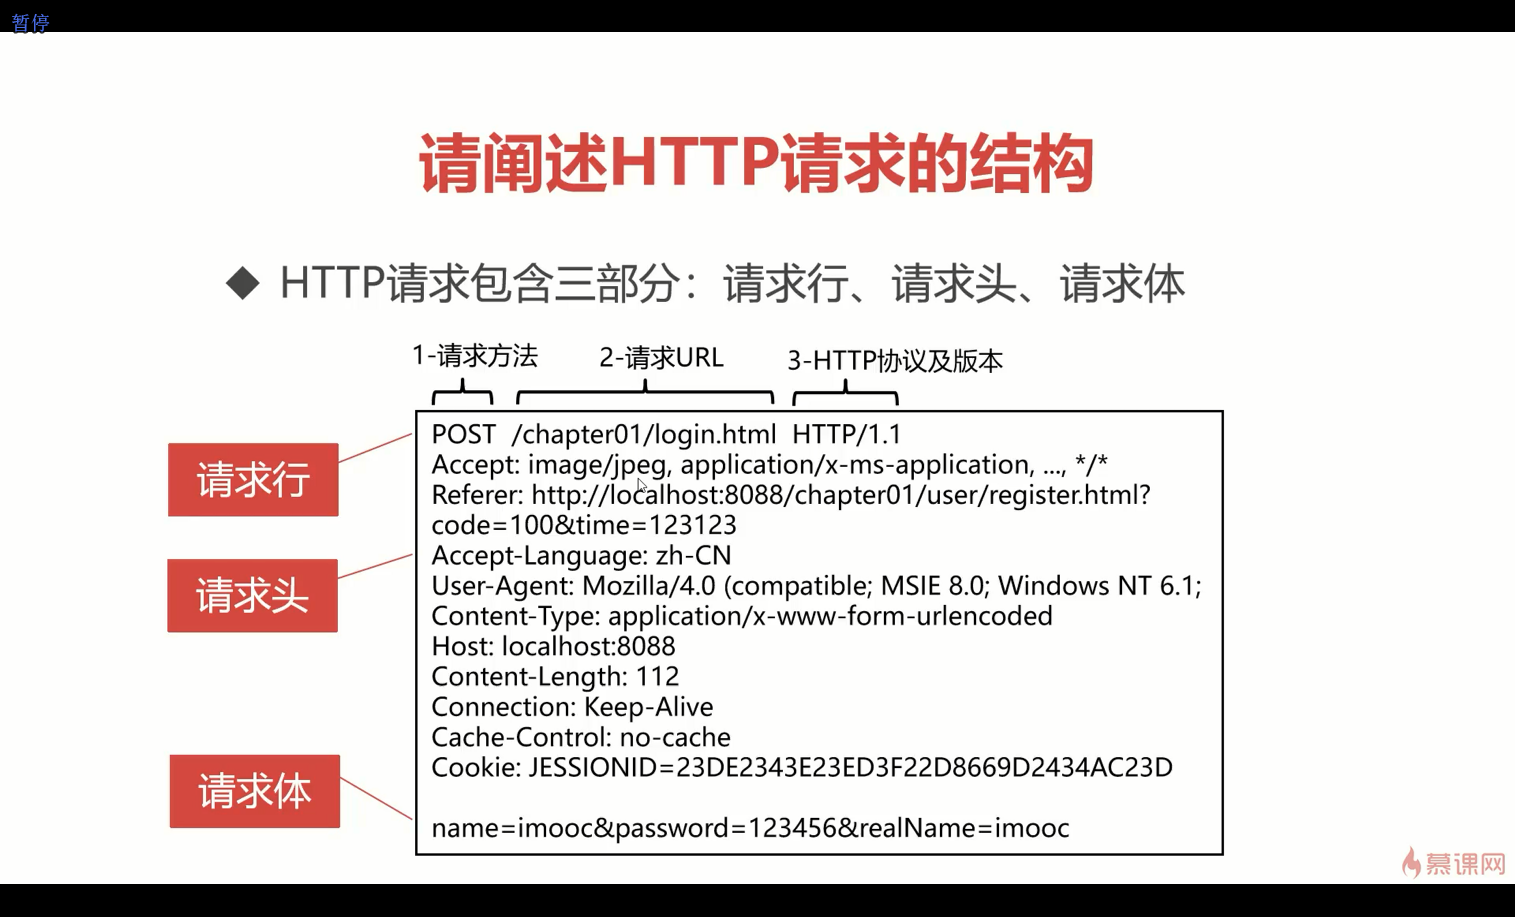 暂停
请阐述HTTP请求的结构
◆ HTTP请求包含三部分：请求行、请求头、请求体
1-请求方法 2-请求URL 3-HTTP协议及版本
请求行
POST /chapter01/login.html HTTP/1.1
Accept: image/jpeg, application/x-ms-application, ..., */*
Referer: http://localhost:8088/chapter01/user/register.html?
code=100&time=123123
请求头
Accept-Language: zh-CN
User-Agent: Mozilla/4.0 (compatible; MSIE 8.0; Windows NT 6.1;
Content-Type: application/x-www-form-urlencoded
Host: localhost:8088
Content-Length: 112
Connection: Keep-Alive
Cache-Control: no-cache
Cookie: JESSIONID=23DE2343E23ED3F22D8669D2434AC23D
请求体
name=imooc&password=123456&realName=imooc
慕课网